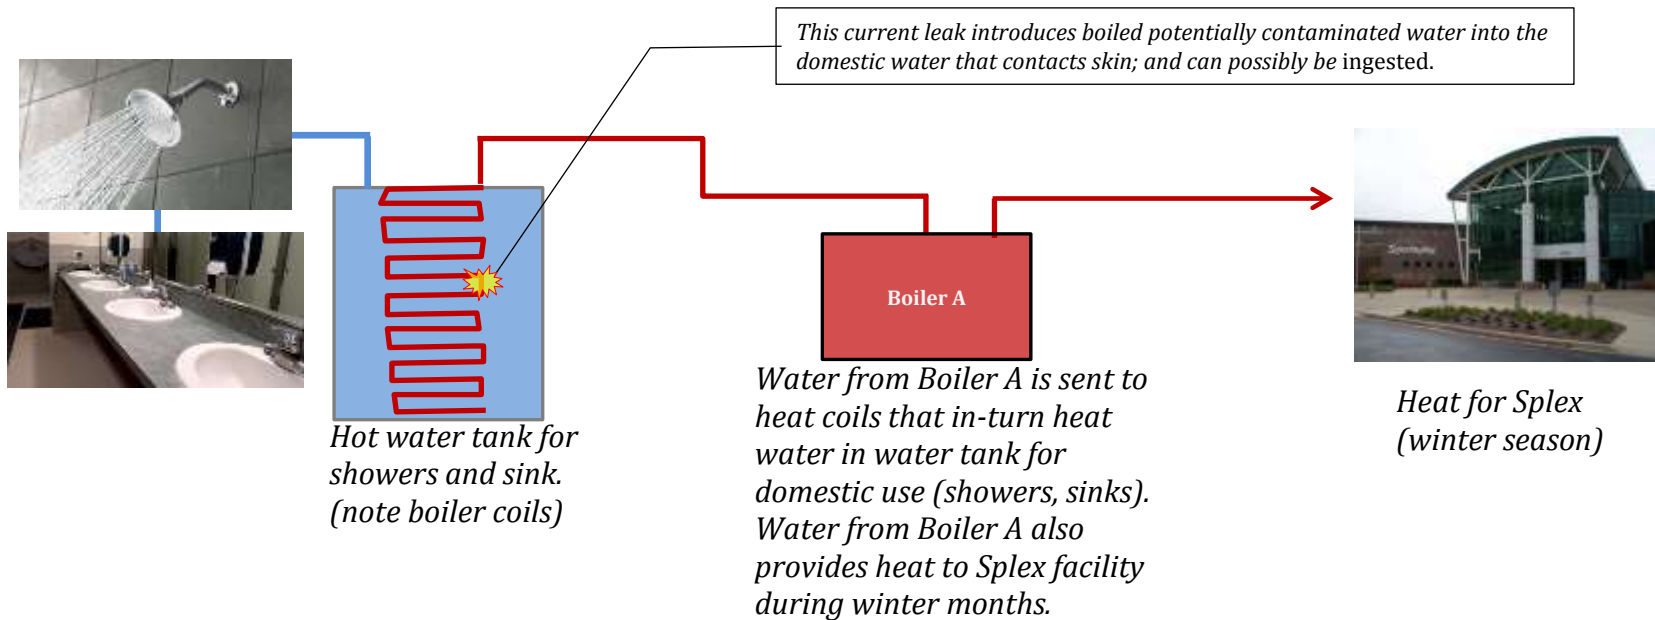 This current leak introduces boiled potentially contaminated water into the
domestic water that contacts skin; and can possibly be ingested.
Boiler A
Hot water tank for
showers and sink.
(note boiler coils)
Water from Boiler A is sent to
heat coils that in-turn heat
water in water tank for
domestic use (showers, sinks).
Water from Boiler A also
provides heat to Splex facility
during winter months.
Heat for Splex
(winter season)